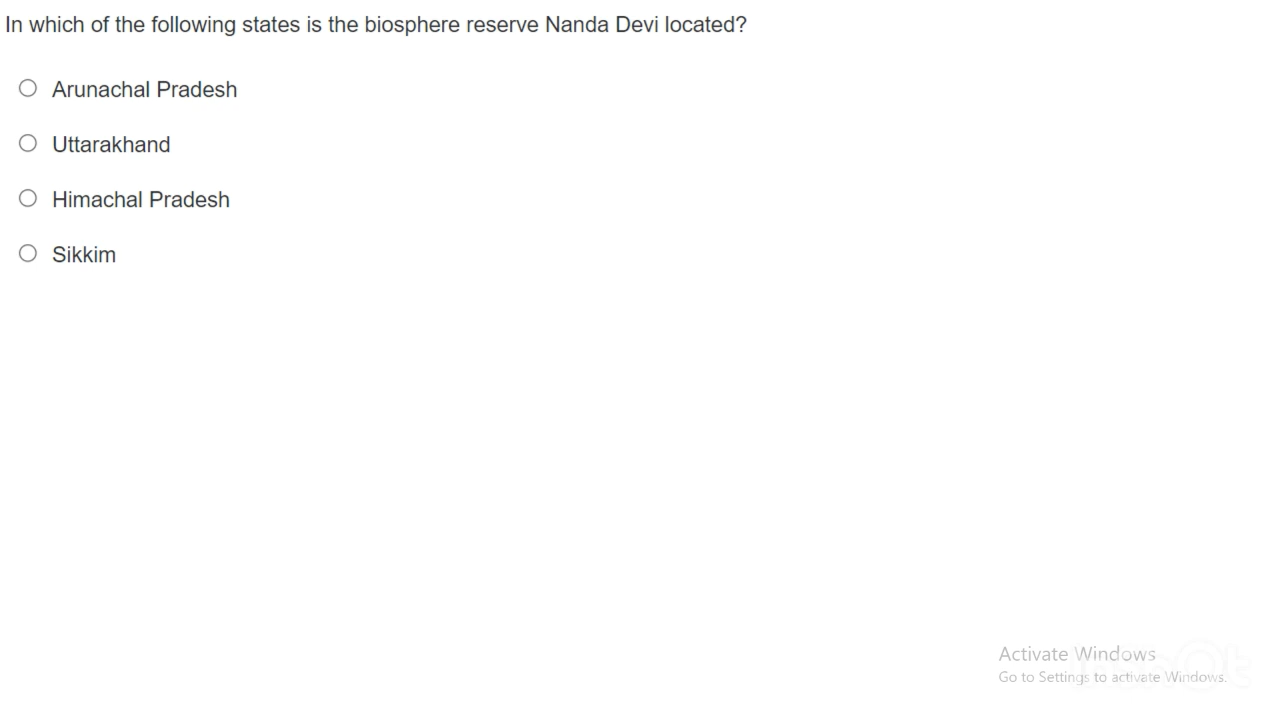 In which of the following states is the biosphere reserve Nanda Devi located?
Arunachal Pradesh
Uttarakhand
Himachal Pradesh
Sikkim
Activate Windows
Go to Settings to activate Windows.